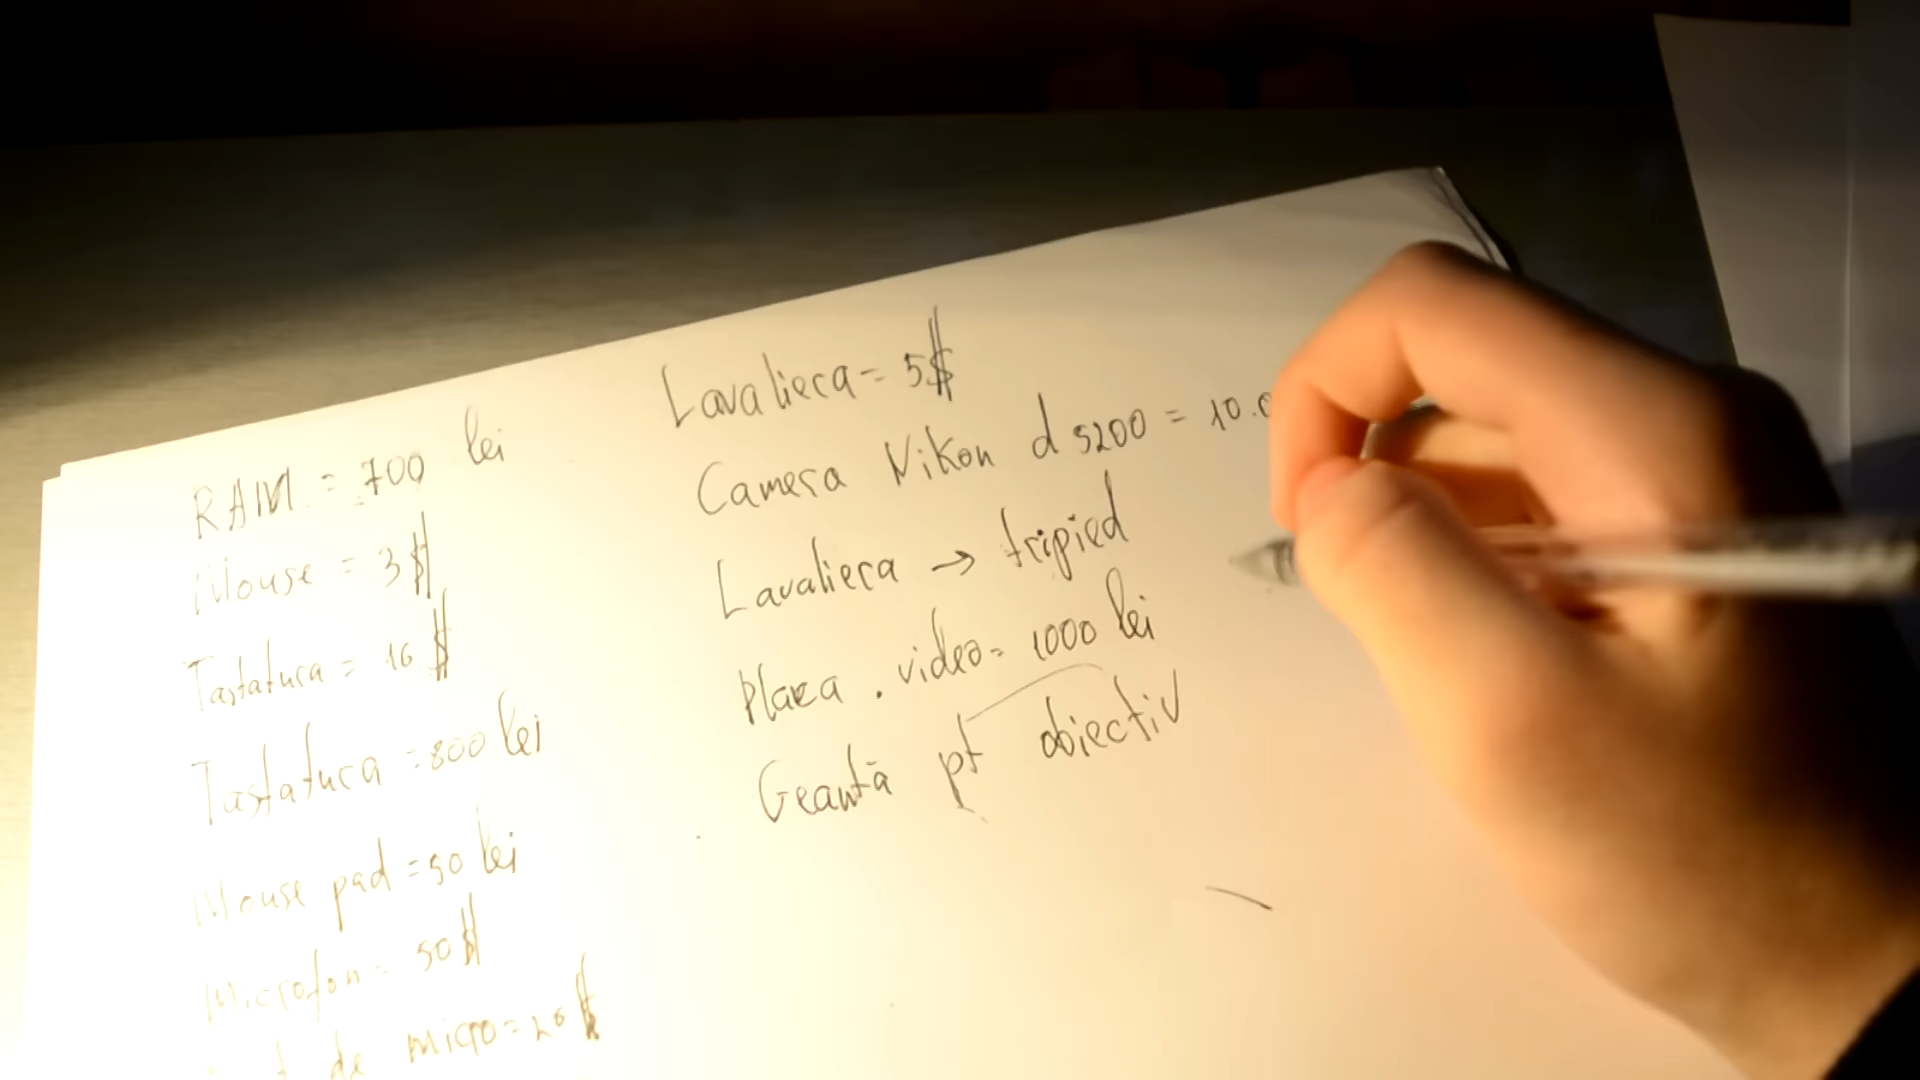 RAM = 700 lei
Mouse = 3$
Tastatura = 16 $
Tastatura = 800 lei
Mouse pad = 50 lei
Microfon = 50$
de micro = 20 $
Lavaliera = 5$
Camera Nikon d 5200 = 10.0
Lavaliera → tripied
Placa . video = 1000 lei
Geantă pt obiectiv